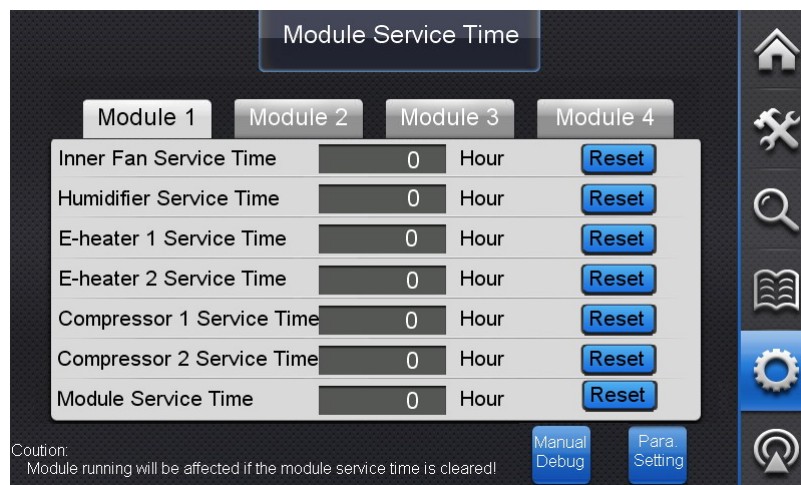 Module Service Time
Module 1 Module 2 Module 3 Module 4
Inner Fan Service Time 0 Hour Reset
Humidifier Service Time 0 Hour Reset
E-heater 1 Service Time 0 Hour Reset
E-heater 2 Service Time 0 Hour Reset
Compressor 1 Service Time 0 Hour Reset
Compressor 2 Service Time 0 Hour Reset
Module Service Time 0 Hour Reset
Coution:
Module running will be affected if the module service time is cleared!
Manual
Debug
Para.
Setting